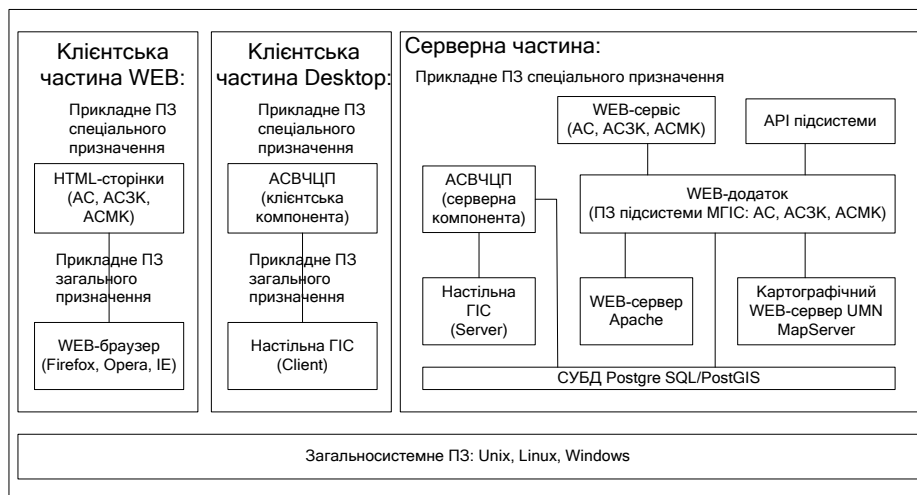 Клієнтська
частина WEB:
Прикладне ПЗ
спеціального
призначення
HTML-сторінки
(АС, АСЗК,
АСМК)
Прикладне ПЗ
загального
призначення
WEB-браузер
(Firefox, Opera, IE)
Клієнтська
частина Desktop:
Прикладне ПЗ
спеціального
призначення
АСВЧЦП
(клієнтська
компонента)
Прикладне ПЗ
загального
призначення
Настільна ГІС
(Client)
Серверна частина:
Прикладне ПЗ спеціального призначення
WEB-сервіс
(АС, АСЗК, АСМК)
АРІ підсистеми
АСВЧЦП
(серверна
компонента)
WEB-додаток
(ПЗ підсистеми МГІС: АС, АСЗК, АСМК)
Настільна
ГІС
(Server)
WEB-сервер
Apache
Картографічний
WEB-сервер UMN
MapServer
СУБД Postgre SQL/PostGIS
Загальносистемне ПЗ: Unix, Linux, Windows